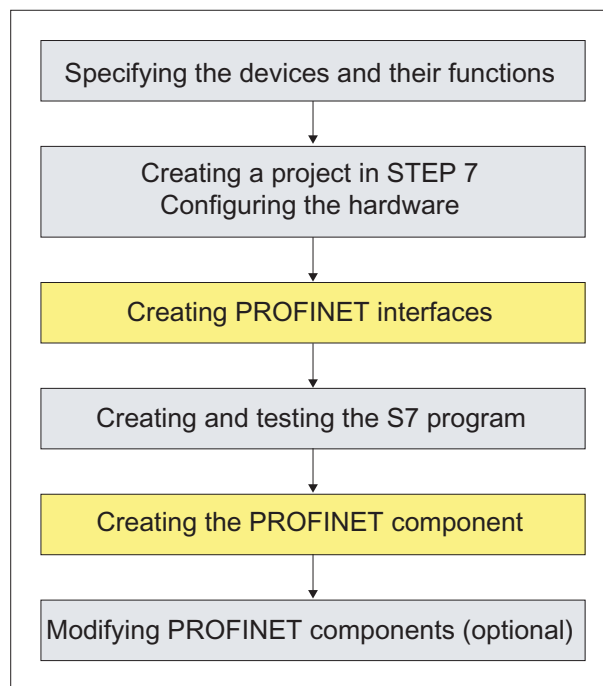 Specifying the devices and their functions
Creating a project in STEP 7
Configuring the hardware
Creating PROFINET interfaces
Creating and testing the S7 program
Creating the PROFINET component
Modifying PROFINET components (optional)